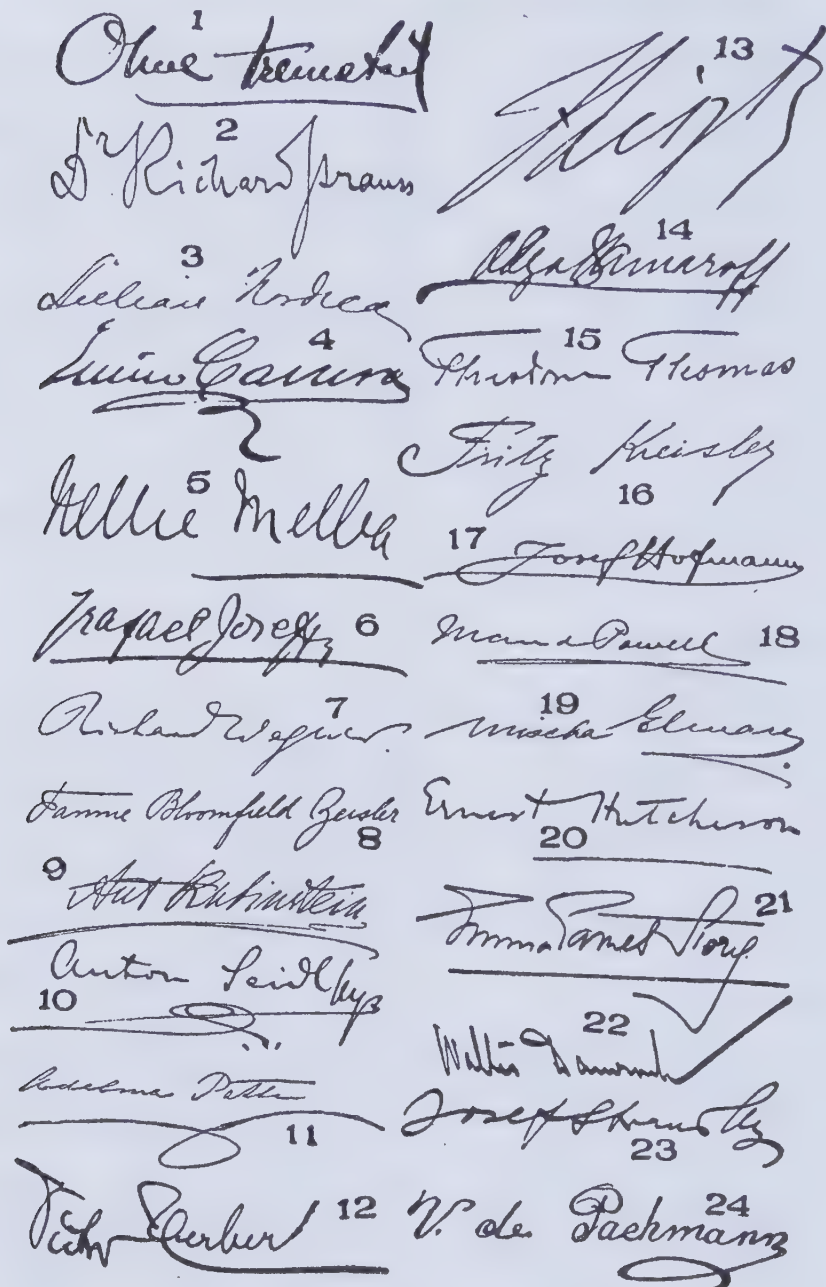 1
Olive Fremstad
2
Dr. Richard Strauss
3
Lillian Nordica
4
Enrico Caruso
5
Nellie Melba
6
Rafael Joseffy
7
Richard Wagner.
Fannie Bloomfield Zeisler
8
9
Ant Rubinstein
Anton Seidl
10
Adelina Patti
11
Victor Herbert 12
13
F Liszt
14
Olga Samaroff
15
Theodore Thomas
Fritz Kreisler
16
17 Josef Hofmann
Maud Powell 18
19
Mischa Elman
Ernest Hutcheson
20
21
Emma Eames Story
22
Walter Damrosch
Josef Stransky
23
24
V. de Pachmann